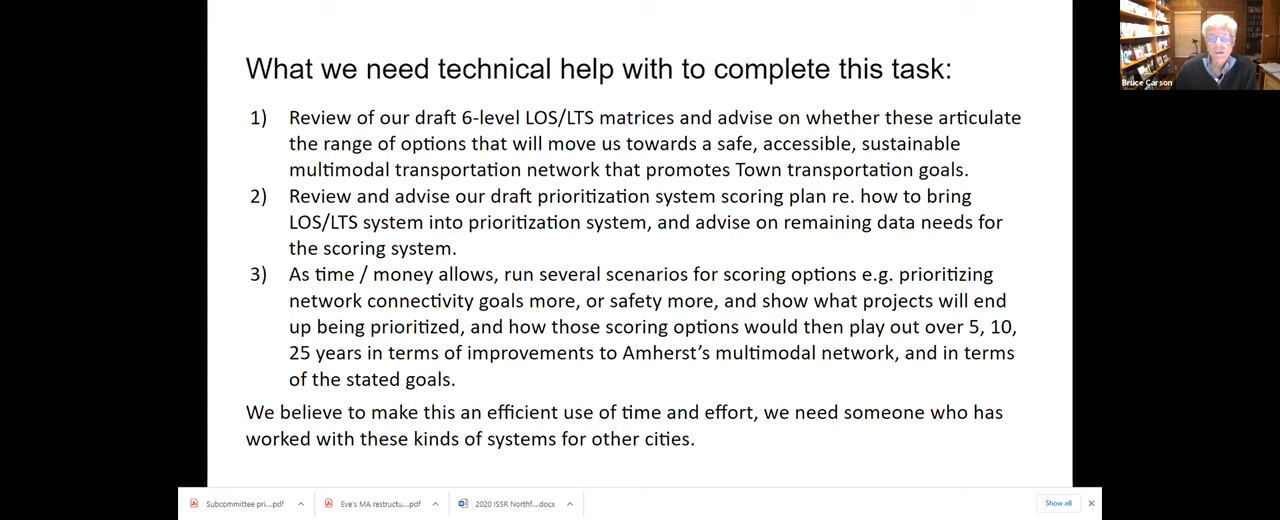 What we need technical help with to complete this task:
1) Review of our draft 6-level LOS/LTS matrices and advise on whether these articulate
the range of options that will move us towards a safe, accessible, sustainable
multimodal transportation network that promotes Town transportation goals.
2) Review and advise our draft prioritization system scoring plan re. how to bring
LOS/LTS system into prioritization system, and advise on remaining data needs for
the scoring system.
3) As time / money allows, run several scenarios for scoring options e.g. prioritizing
network connectivity goals more, or safety more, and show what projects will end
up being prioritized, and how those scoring options would then play out over 5, 10,
25 years in terms of improvements to Amherst's multimodal network, and in terms
of the stated goals.
We believe to make this an efficient use of time and effort, we need someone who has
worked with these kinds of systems for other cities.
Bruce Carson
Subcommittee pri....pdf
Eve's MA restructu....pdf
2020 ISSR Northf....docx
Show all